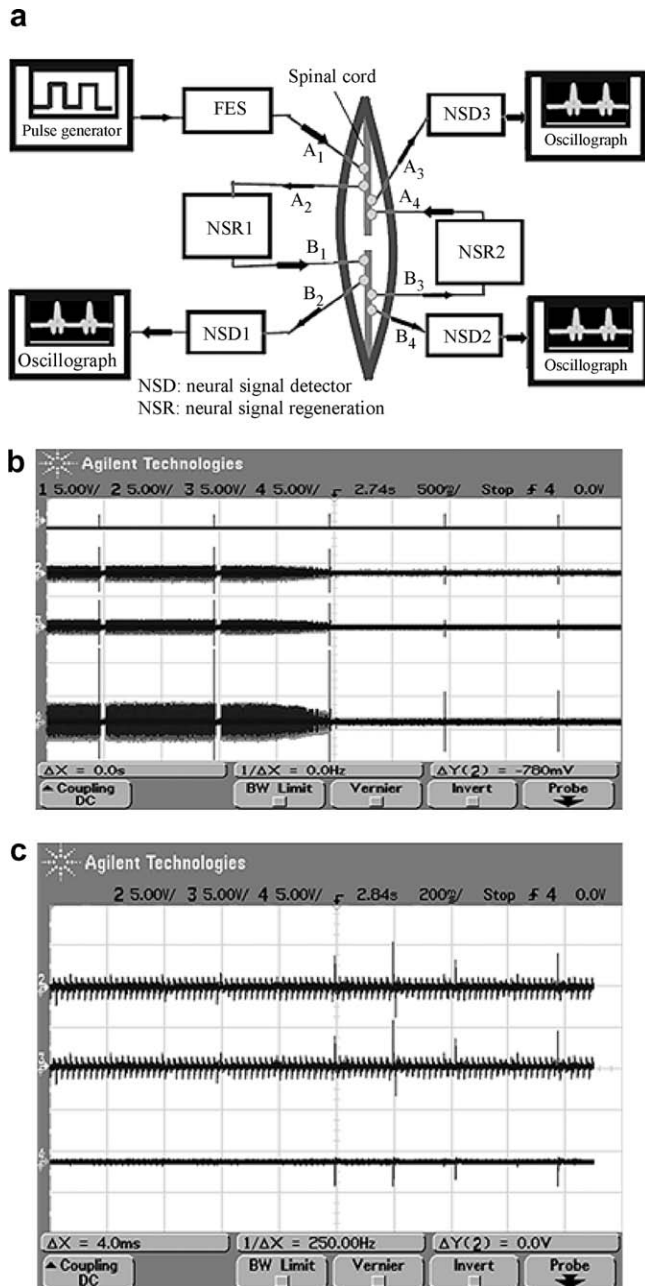 a
Spinal cord
Pulse generator
FES
NSD3
Oscillograph
A1
A2
A3
A4
NSR1
NSR2
B1
B2
B3
B4
Oscillograph
NSD1
NSD2
Oscillograph
NSD: neural signal detector
NSR: neural signal regeneration
b
Agilent Technologies
1 5.00V/ 2 5.00V/ 3 5.00V/ 4 5.00V/ 2.74s 500㎳/ Stop 4 0.0V
ΔX = 0.0s 1/ΔX = 0.0Hz ΔY(2) = -780mV
Coupling BW Limit Vernier Invert Probe
DC
c
Agilent Technologies
2 5.00V/ 3 5.00V/ 4 5.00V/ 2.84s 200㎳/ Stop 4 0.0V
ΔX = 4.0ms 1/ΔX = 250.00Hz ΔY(2) = 0.0V
Coupling BW Limit Vernier Invert Probe
DC